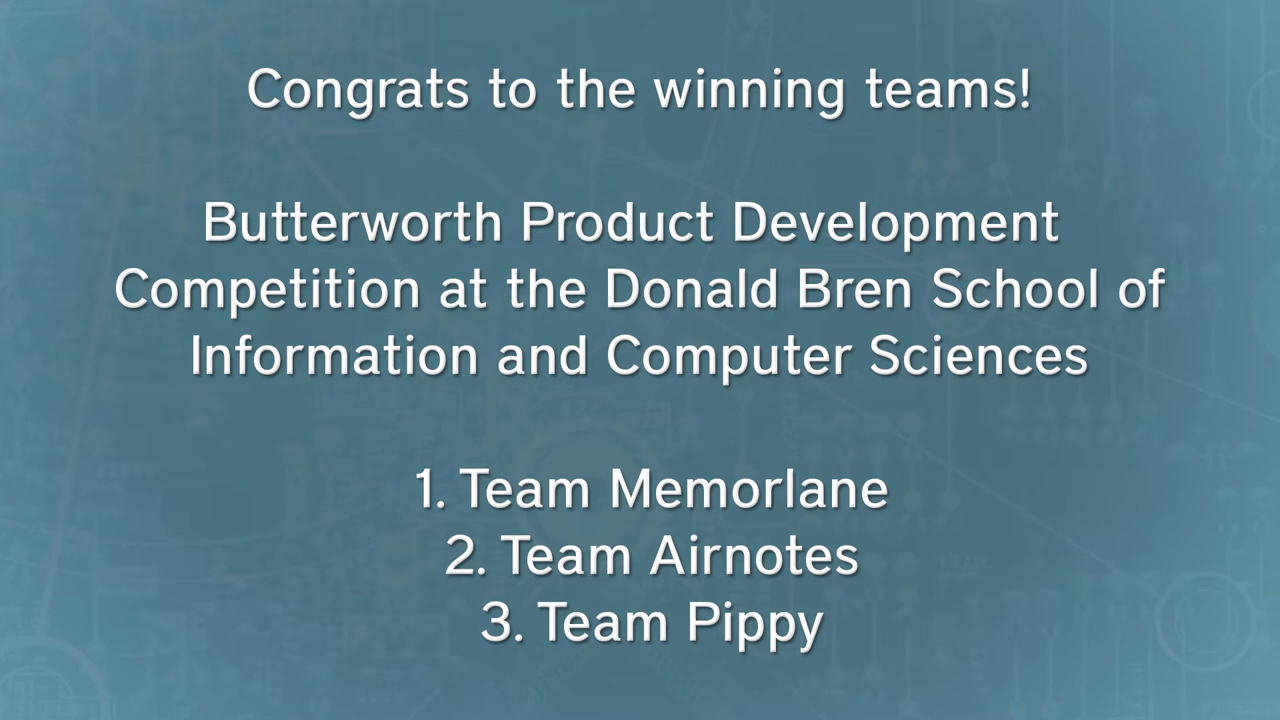 Congrats to the winning teams!
Butterworth Product Development
Competition at the Donald Bren School of
Information and Computer Sciences
1. Team Memorlane
2. Team Airnotes
3. Team Pippy